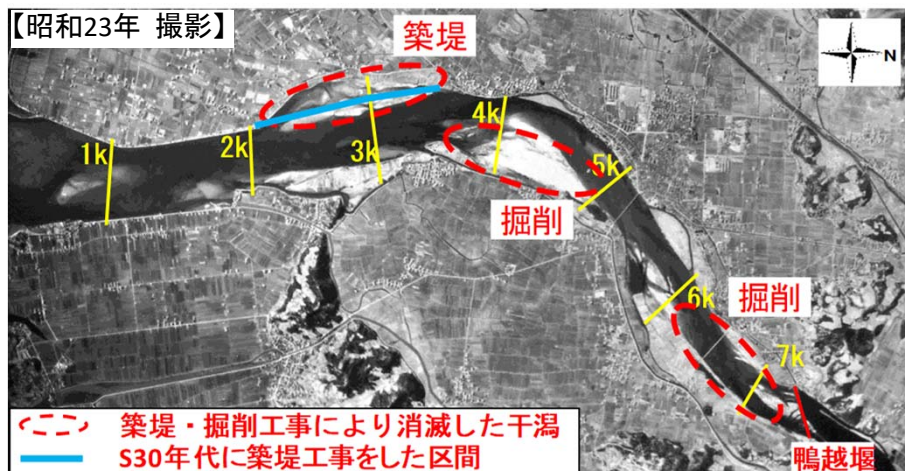 【昭和23年 撮影】
築堤
N
1k
2k
3k
4k
5k
掘削
6k
掘削
7k
鴨越堰
築堤・掘削工事により消滅した干潟
S30年代に築堤工事をした区間